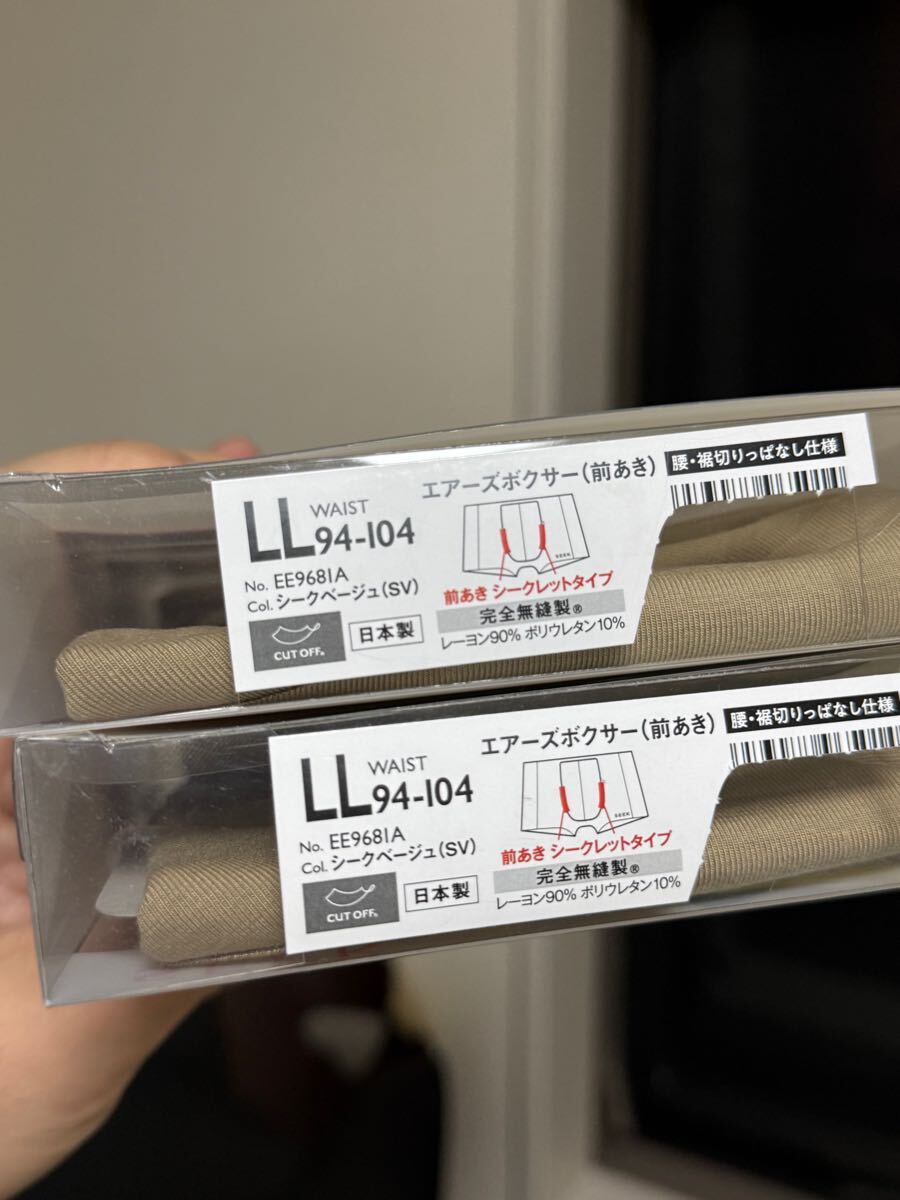 エアーズボクサー(前あき)
腰・裾切りっぱなし仕様
LL WAIST 94-104
No. EE9681A
Col. シークベージュ(SV)
SEEK
前あき シークレットタイプ
完全無縫製®
レーヨン90% ポリウレタン10%
CUT OFF®
日本製
エアーズボクサー(前あき)
腰・裾切りっぱなし仕様
LL WAIST 94-104
No. EE9681A
Col. シークベージュ(SV)
SEEK
前あき シークレットタイプ
完全無縫製®
レーヨン90% ポリウレタン10%
CUT OFF®
日本製